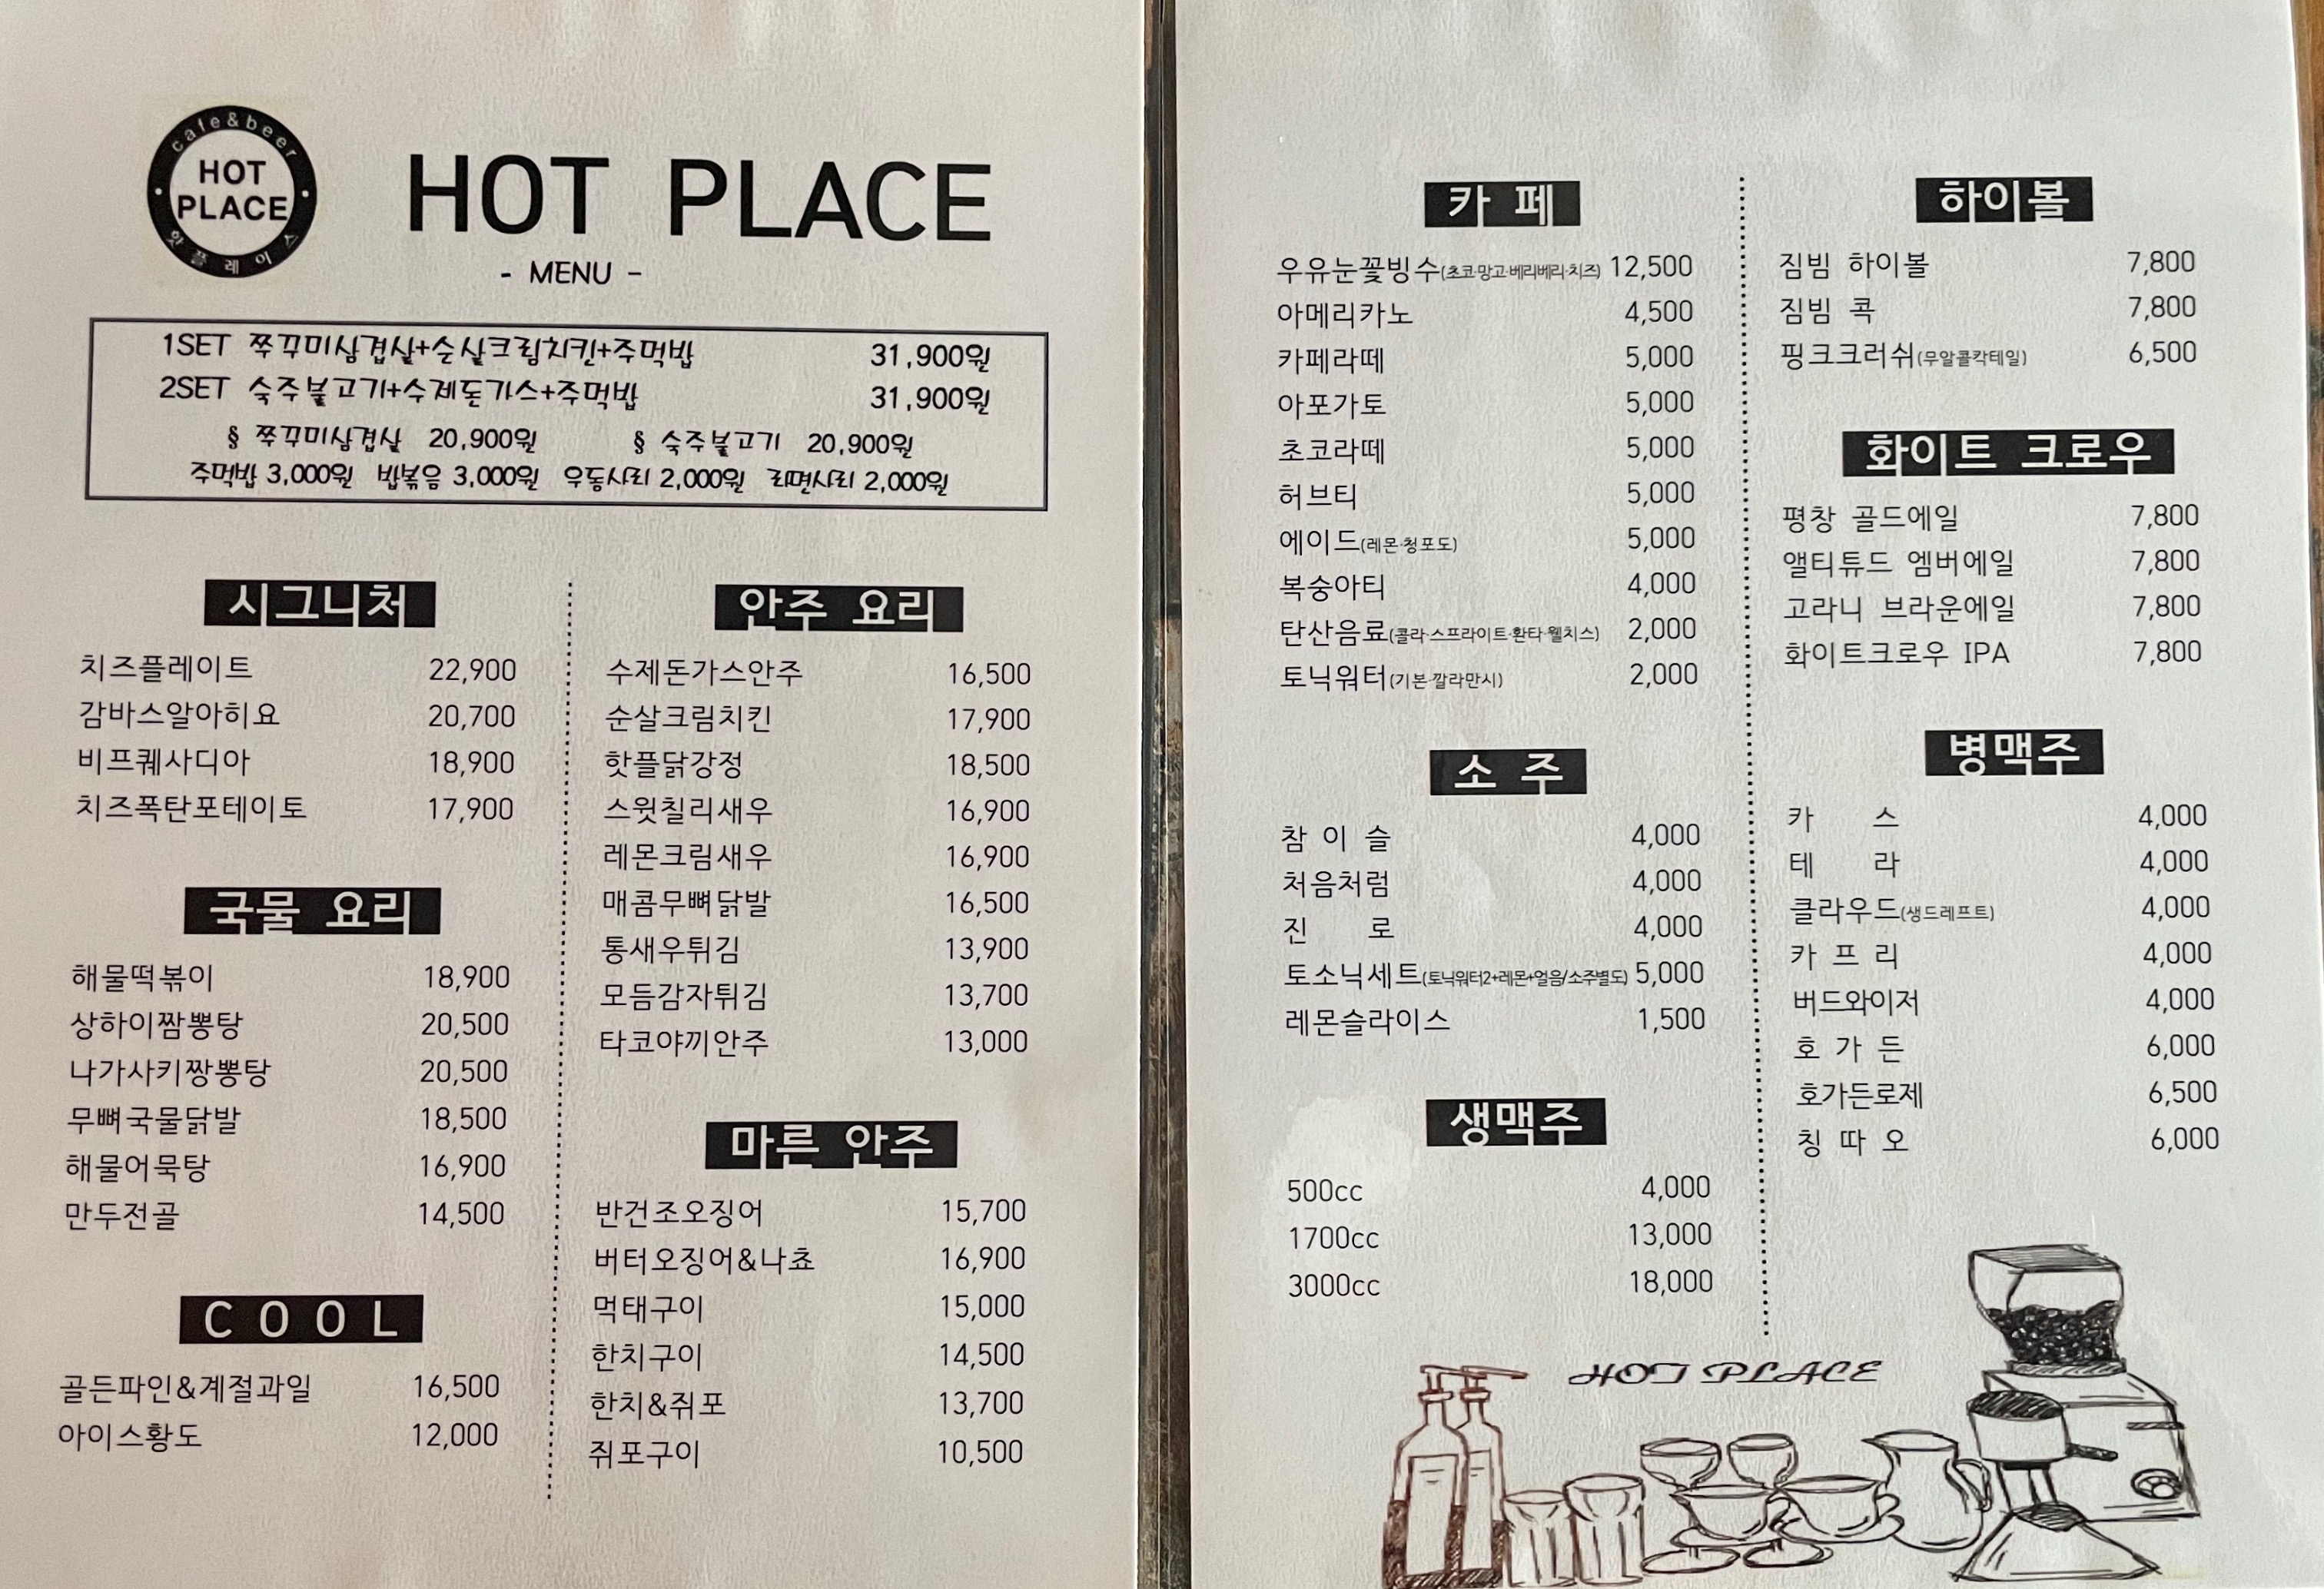 cafe&beer
HOT
PLACE
핫플레이스
HOT PLACE
- MENU -
1SET 쭈꾸미삼겹살+순살크림치킨+주먹밥 31,900원
2SET 숙주불고기+수제돈가스+주먹밥 31,900원
§ 쭈꾸미삼겹살 20,900원 § 숙주불고기 20,900원
주먹밥 3,000원 밥볶음 3,000원 우동사리 2,000원 라면사리 2,000원
시그니처
치즈플레이트 22,900
감바스알아히요 20,700
비프퀘사디아 18,900
치즈폭탄포테이토 17,900
국물 요리
해물떡볶이 18,900
상하이짬뽕탕 20,500
나가사키짱뽕탕 20,500
무뼈국물닭발 18,500
해물어묵탕 16,900
만두전골 14,500
COOL
골든파인&계절과일 16,500
아이스황도 12,000
안주 요리
수제돈가스안주 16,500
순살크림치킨 17,900
핫플닭강정 18,500
스윗칠리새우 16,900
레몬크림새우 16,900
매콤무뼈닭발 16,500
통새우튀김 13,900
모듬감자튀김 13,700
타코야끼안주 13,000
마른 안주
반건조오징어 15,700
버터오징어&나쵸 16,900
먹태구이 15,000
한치구이 14,500
한치&쥐포 13,700
쥐포구이 10,500
카 페
우유눈꽃빙수(초코·망고·베리베리·치즈) 12,500
아메리카노 4,500
카페라떼 5,000
아포가토 5,000
초코라떼 5,000
허브티 5,000
에이드(레몬·청포도) 5,000
복숭아티 4,000
탄산음료(콜라·스프라이트·환타·웰치스) 2,000
토닉워터(기본·깔라만시) 2,000
소 주
참 이 슬 4,000
처음처럼 4,000
진 로 4,000
토소닉세트(토닉워터2+레몬+얼음/소주별도) 5,000
레몬슬라이스 1,500
생맥주
500cc 4,000
1700cc 13,000
3000cc 18,000
하이볼
짐빔 하이볼 7,800
짐빔 콕 7,800
핑크크러쉬(무알콜칵테일) 6,500
화이트 크로우
평창 골드에일 7,800
앨티튜드 엠버에일 7,800
고라니 브라운에일 7,800
화이트크로우 IPA 7,800
병맥주
카 스 4,000
테 라 4,000
클라우드(생드레프트) 4,000
카 프 리 4,000
버드와이저 4,000
호 가 든 6,000
호가든로제 6,500
칭 따 오 6,000
HOT PLACE